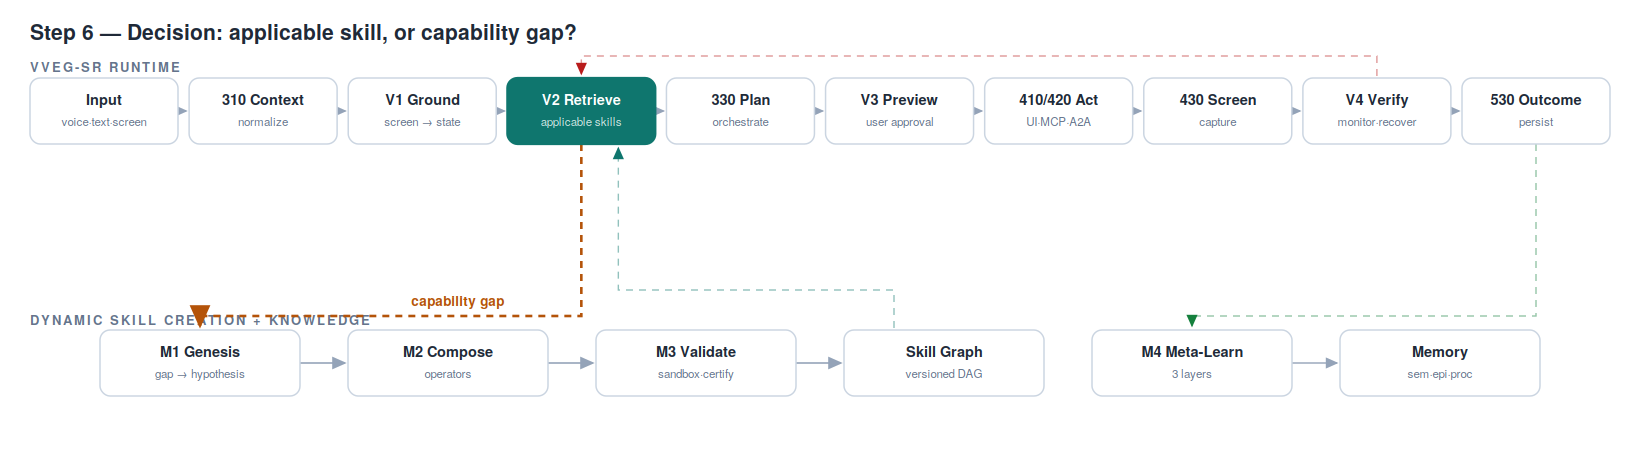 Step 6 — Decision: applicable skill, or capability gap?
VVEG-SR RUNTIME
Input
voice·text·screen
310 Context
normalize
V1 Ground
screen → state
V2 Retrieve
applicable skills
330 Plan
orchestrate
V3 Preview
user approval
410/420 Act
UI·MCP·A2A
430 Screen
capture
V4 Verify
monitor·recover
530 Outcome
persist
capability gap
DYNAMIC SKILL CREATION + KNOWLEDGE
M1 Genesis
gap → hypothesis
M2 Compose
operators
M3 Validate
sandbox·certify
Skill Graph
versioned DAG
M4 Meta-Learn
3 layers
Memory
sem·epi·proc